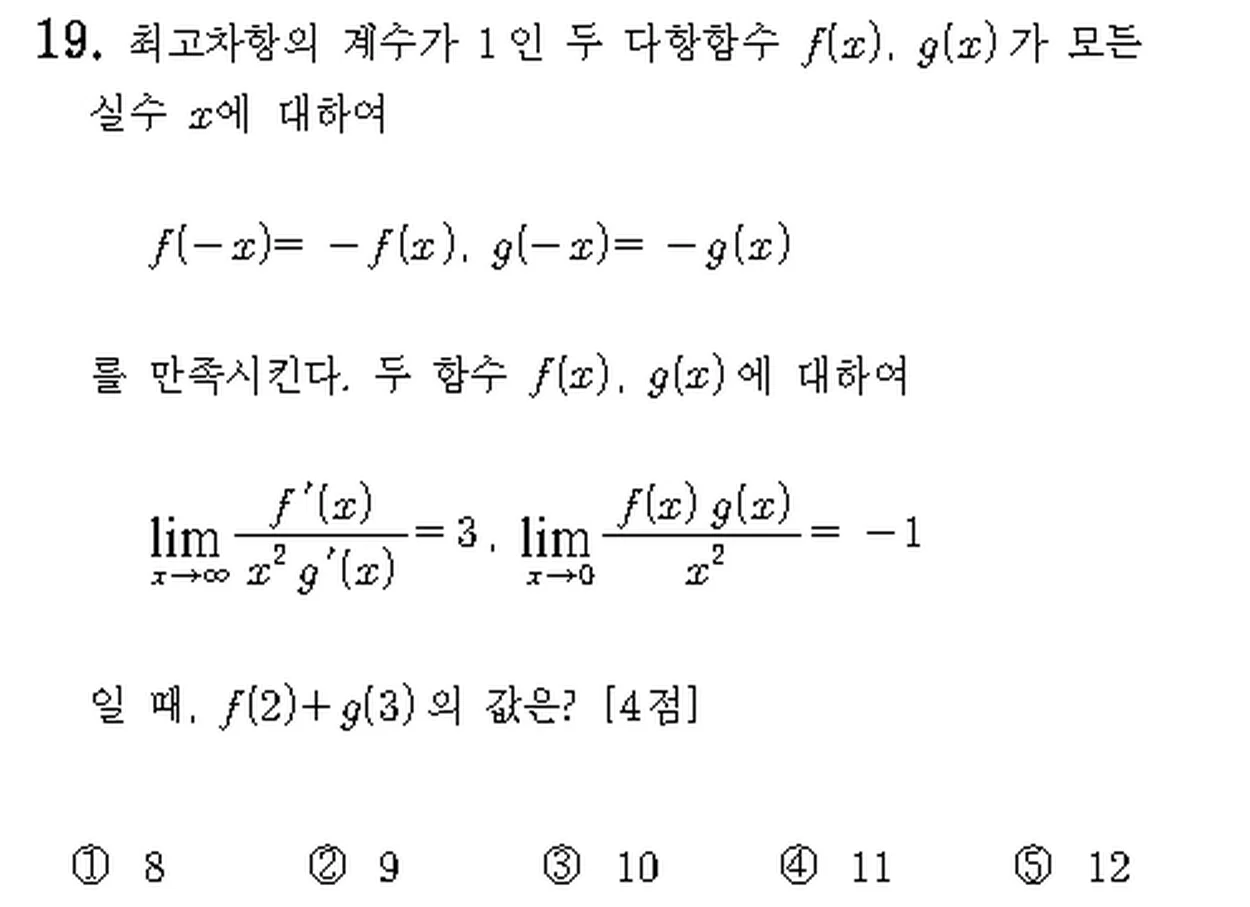 19. 최고차항의 계수가 1인 두 다항함수 f(x), g(x)가 모든
실수 x에 대하여
f(−x)= −f(x), g(−x)= −g(x)
를 만족시킨다. 두 함수 f(x), g(x)에 대하여
lim_{x→∞} f′(x)/(x² g′(x)) = 3, lim_{x→0} f(x)g(x)/x² = −1
일 때, f(2)+g(3)의 값은? [4점]
① 8 ② 9 ③ 10 ④ 11 ⑤ 12